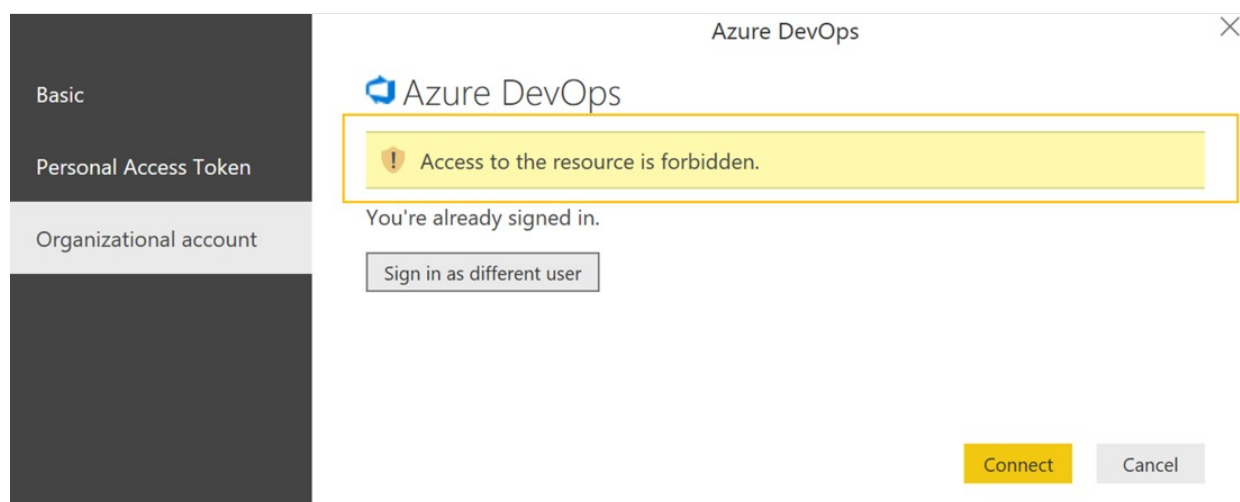 Azure DevOps
Basic
Personal Access Token
Organizational account
Azure DevOps
Access to the resource is forbidden.
You're already signed in.
Sign in as different user
Connect
Cancel